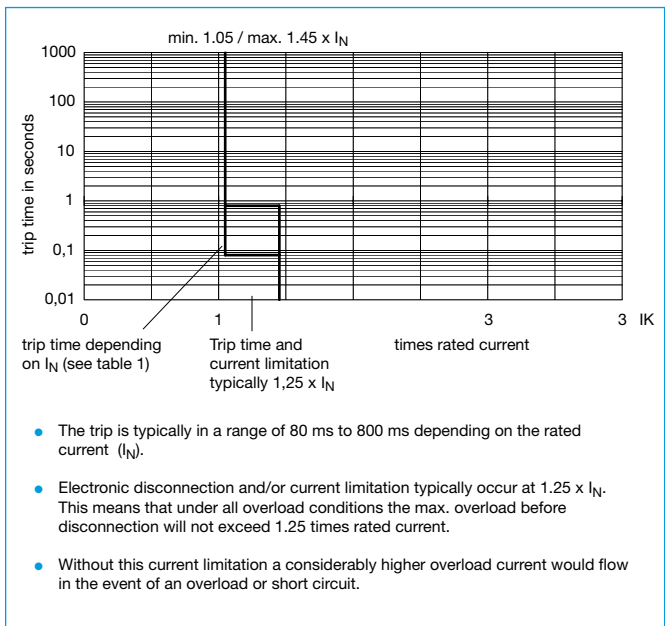 min. 1.05 / max. 1.45 x IN
1000
100
10
1
0,1
0,01
trip time in seconds
0 1 3 3 IK
trip time depending
on IN (see table 1)
Trip time and
current limitation
typically 1,25 x IN
times rated current
• The trip is typically in a range of 80 ms to 800 ms depending on the rated
current (IN).
• Electronic disconnection and/or current limitation typically occur at 1.25 x IN.
This means that under all overload conditions the max. overload before
disconnection will not exceed 1.25 times rated current.
• Without this current limitation a considerably higher overload current would flow
in the event of an overload or short circuit.